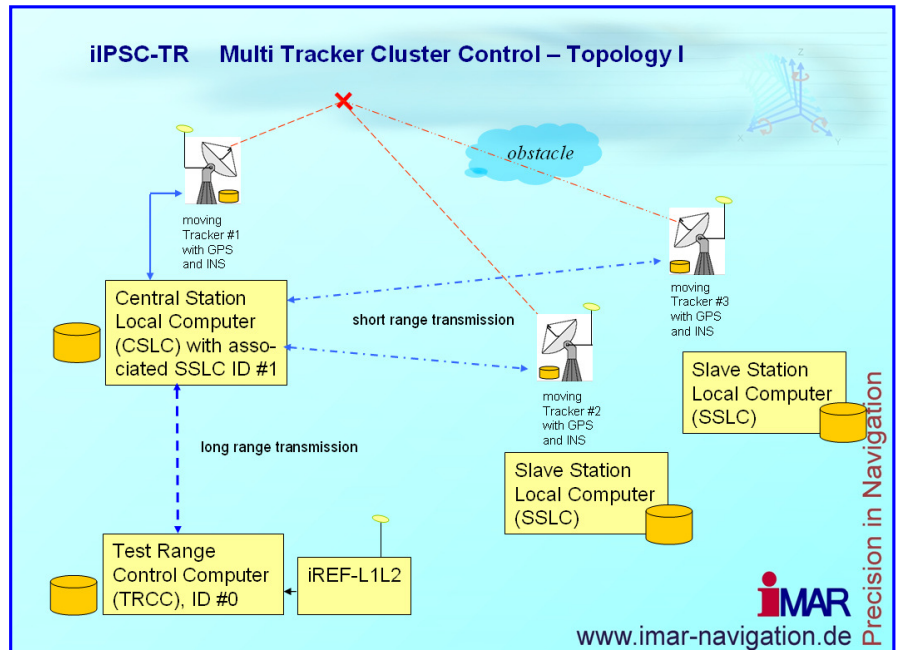 iIPSC-TR Multi Tracker Cluster Control – Topology I
Z
X
Y
obstacle
moving
Tracker #1
with GPS
and INS
moving
Tracker #3
with GPS
and INS
Central Station
Local Computer
(CSLC) with asso-
ciated SSLC ID #1
short range transmission
moving
Tracker #2
with GPS
and INS
Slave Station
Local Computer
(SSLC)
long range transmission
Slave Station
Local Computer
(SSLC)
Test Range
Control Computer
(TRCC), ID #0
iREF-L1L2
iMAR
www.imar-navigation.de
Precision in Navigation